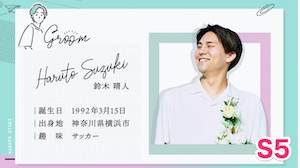 Groom
Haruto Suzuki
鈴木 晴人
誕生日 1992年3月15日
出身地 神奈川県横浜市
趣 味 サッカー
S5